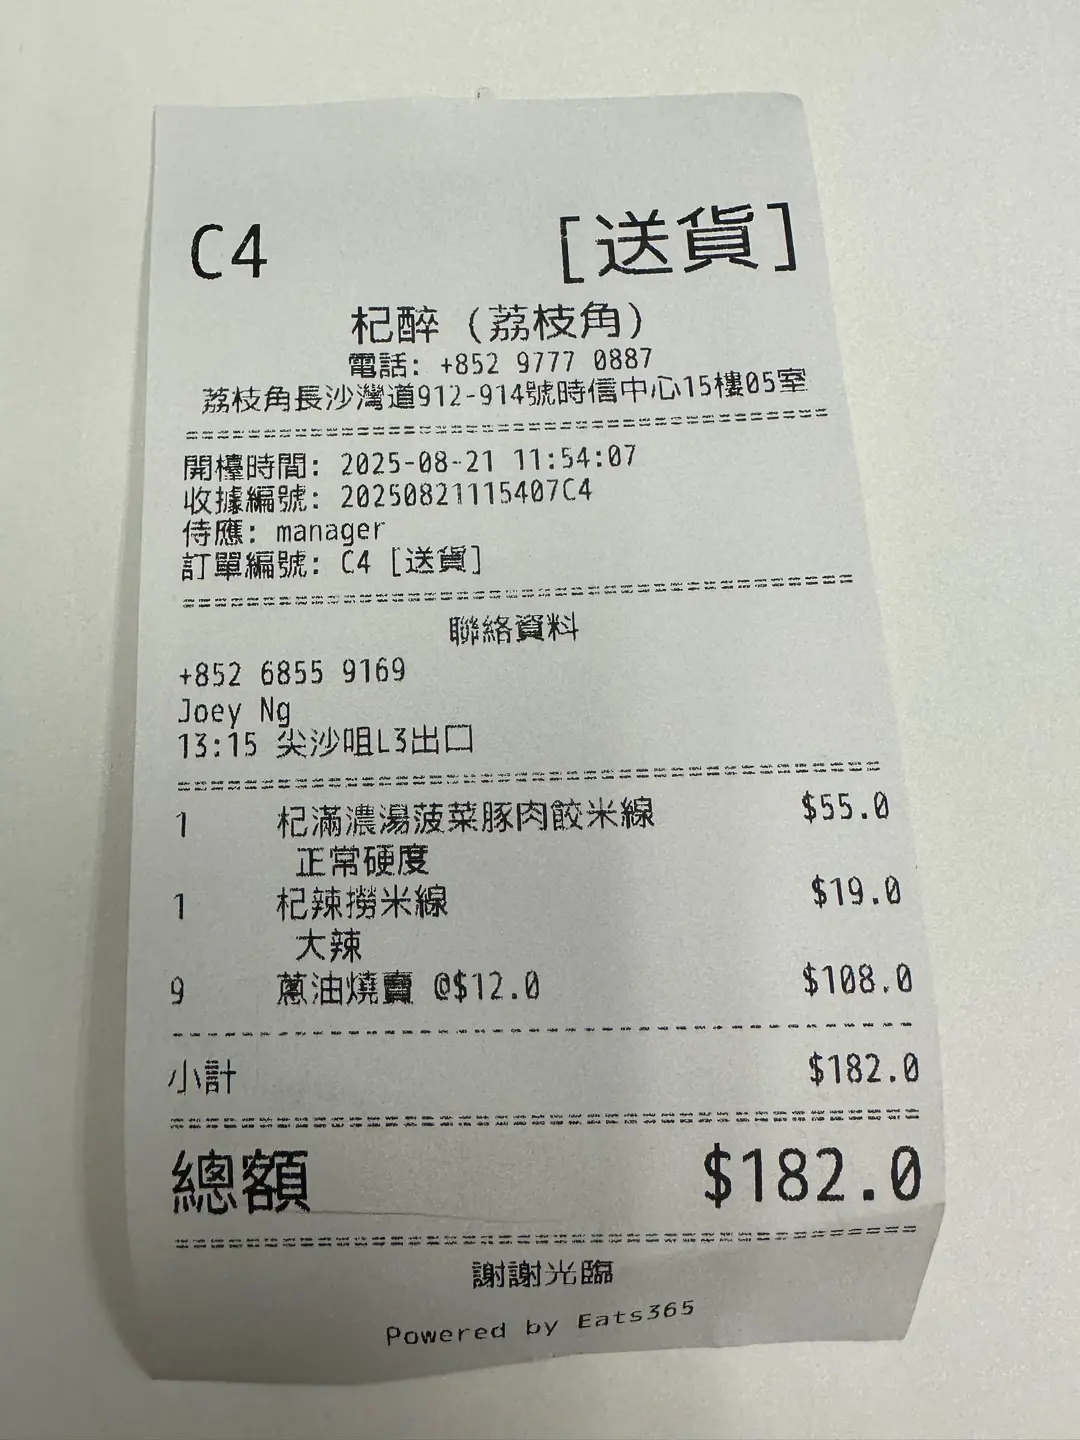 C4 [送貨]
杞醉 (荔枝角)
電話: +852 9777 0887
荔枝角長沙灣道912-914號時信中心15樓05室
開檯時間: 2025-08-21 11:54:07
收據編號: 20250821115407C4
侍應: manager
訂單編號: C4 [送貨]
聯絡資料
+852 6855 9169
Joey Ng
13:15 尖沙咀L3出口
1 杞滿濃湯菠菜豚肉餃米線 $55.0
正常硬度
1 杞辣撈米線 $19.0
大辣
9 蔥油燒賣 @$12.0 $108.0
小計 $182.0
總額 $182.0
謝謝光臨
Powered by Eats365